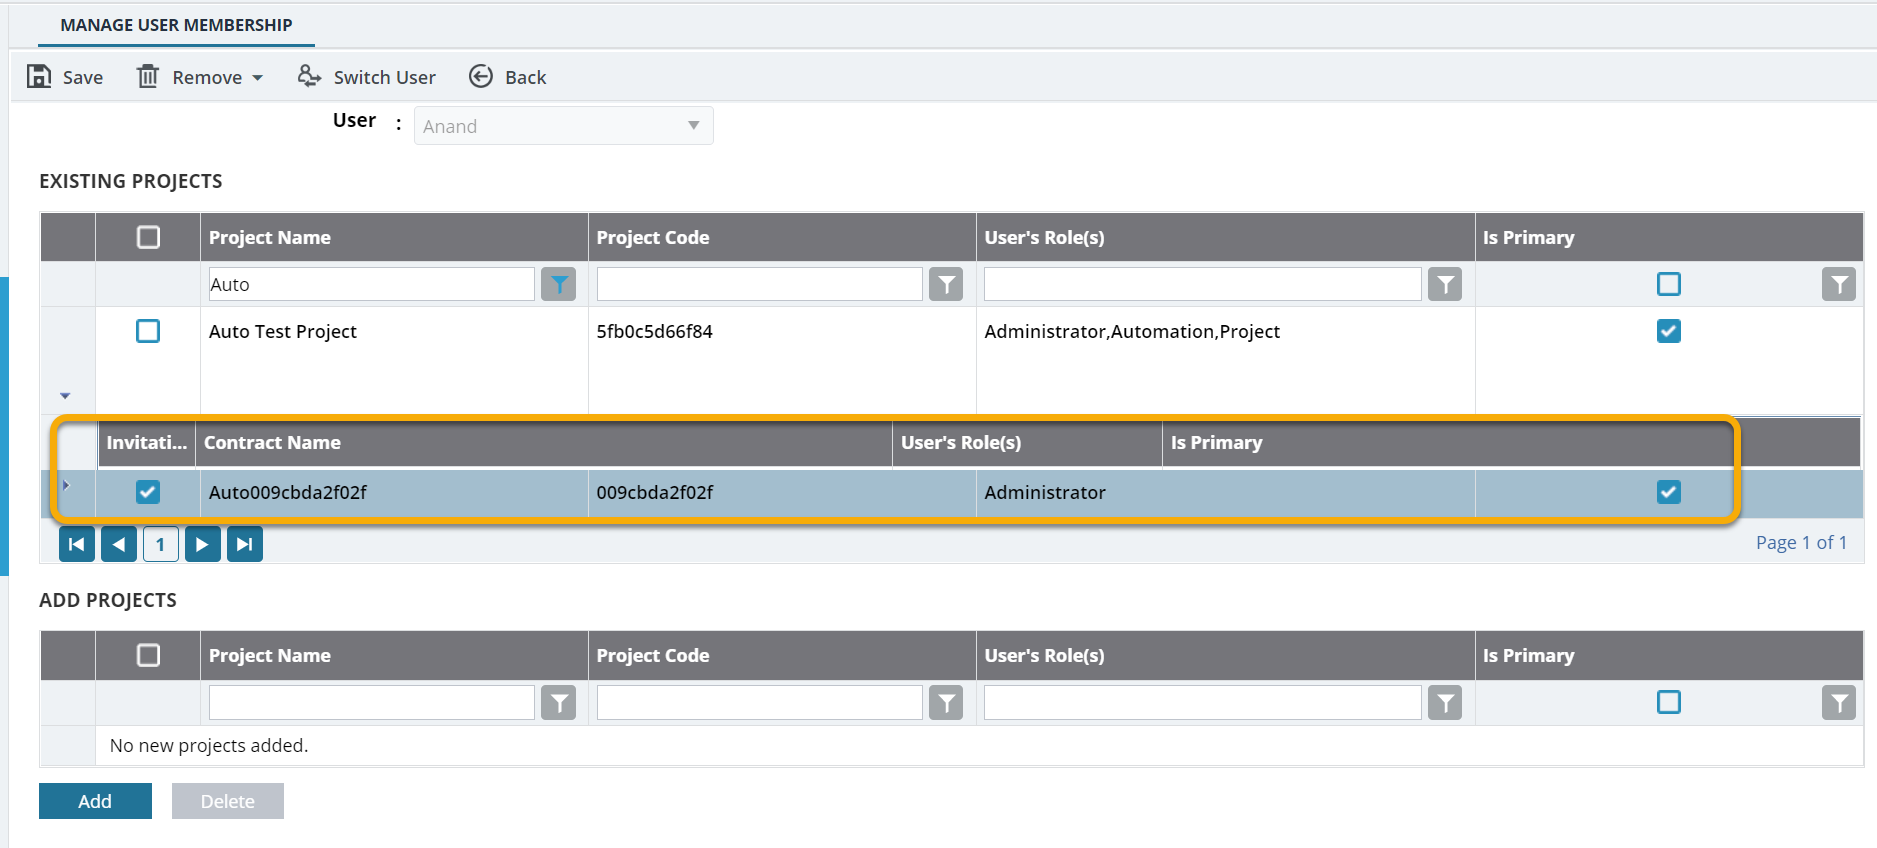 MANAGE USER MEMBERSHIP
Save Remove Switch User Back
User : Anand
EXISTING PROJECTS
Project Name Project Code User's Role(s) Is Primary
Auto
Auto Test Project 5fb0c5d66f84 Administrator,Automation,Project
Invitati... Contract Name User's Role(s) Is Primary
Auto009cbda2f02f 009cbda2f02f Administrator
1 Page 1 of 1
ADD PROJECTS
Project Name Project Code User's Role(s) Is Primary
No new projects added.
Add Delete